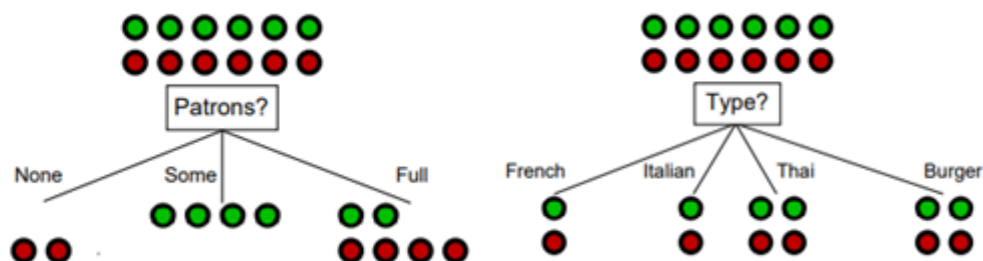 Patrons?
None Some Full
Type?
French Italian Thai Burger